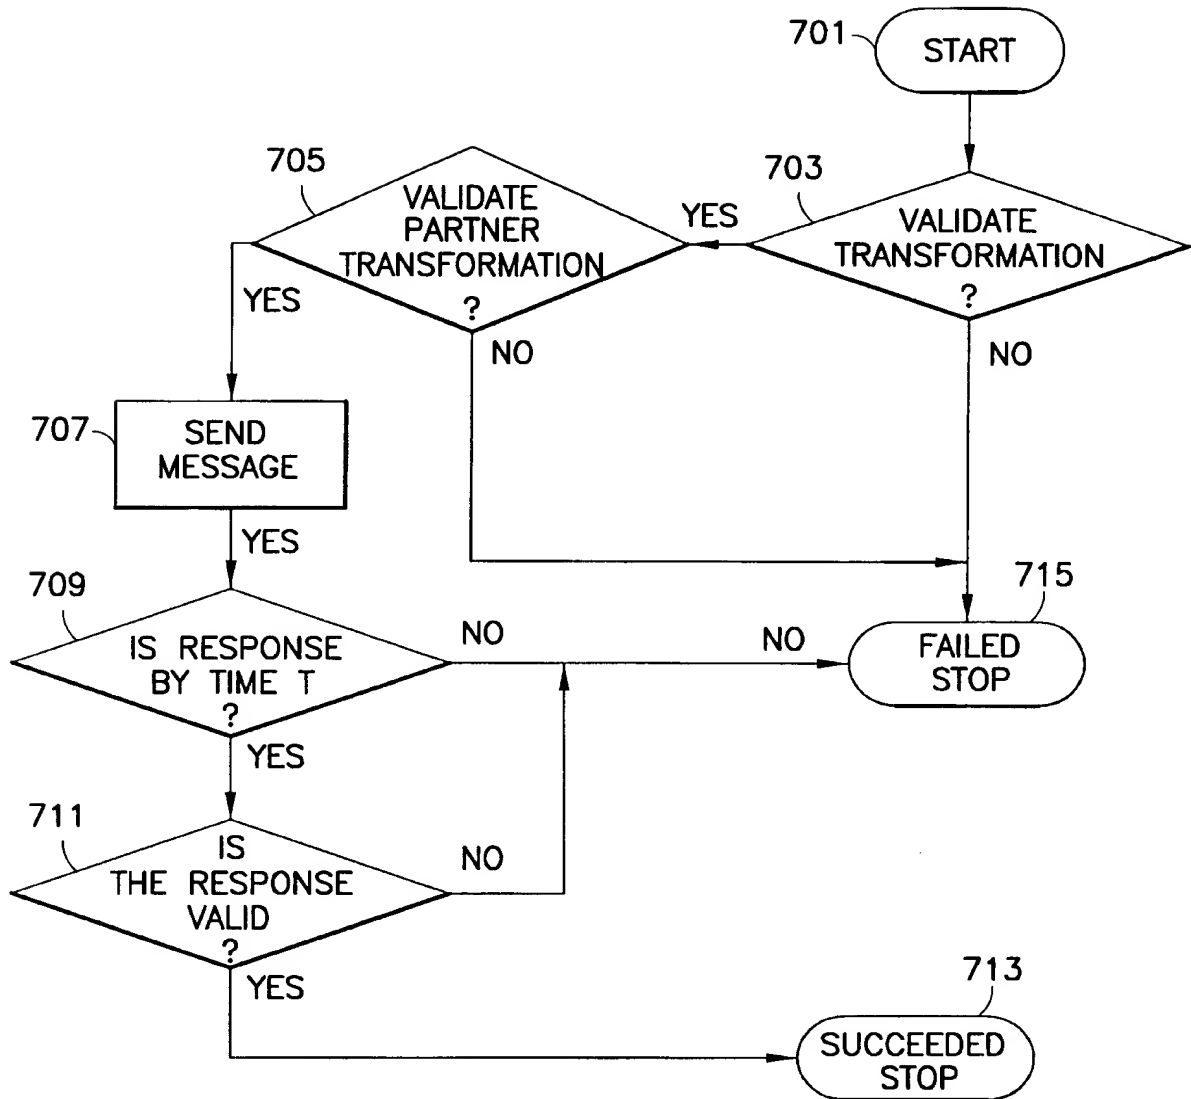 701
START
705
703
VALIDATE
PARTNER
TRANSFORMATION
?
YES
VALIDATE
TRANSFORMATION
?
YES
NO
NO
707
SEND
MESSAGE
YES
709
IS RESPONSE
BY TIME T
?
NO
NO
715
FAILED
STOP
YES
711
IS
THE RESPONSE
VALID
?
NO
YES
713
SUCCEEDED
STOP